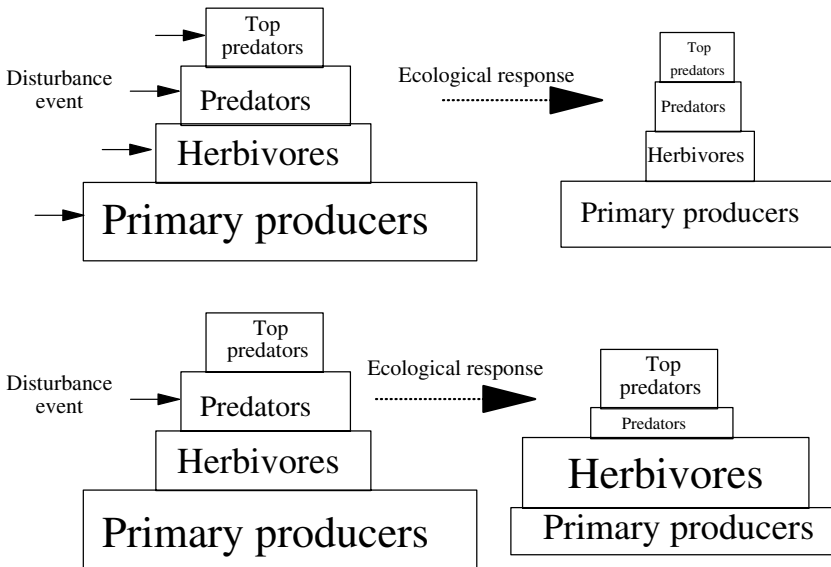 Top
predators
Disturbance
event
Predators
Herbivores
Primary producers
Ecological response
Top
predators
Predators
Herbivores
Primary producers
Top
predators
Disturbance
event
Predators
Herbivores
Primary producers
Ecological response
Top
predators
Predators
Herbivores
Primary producers